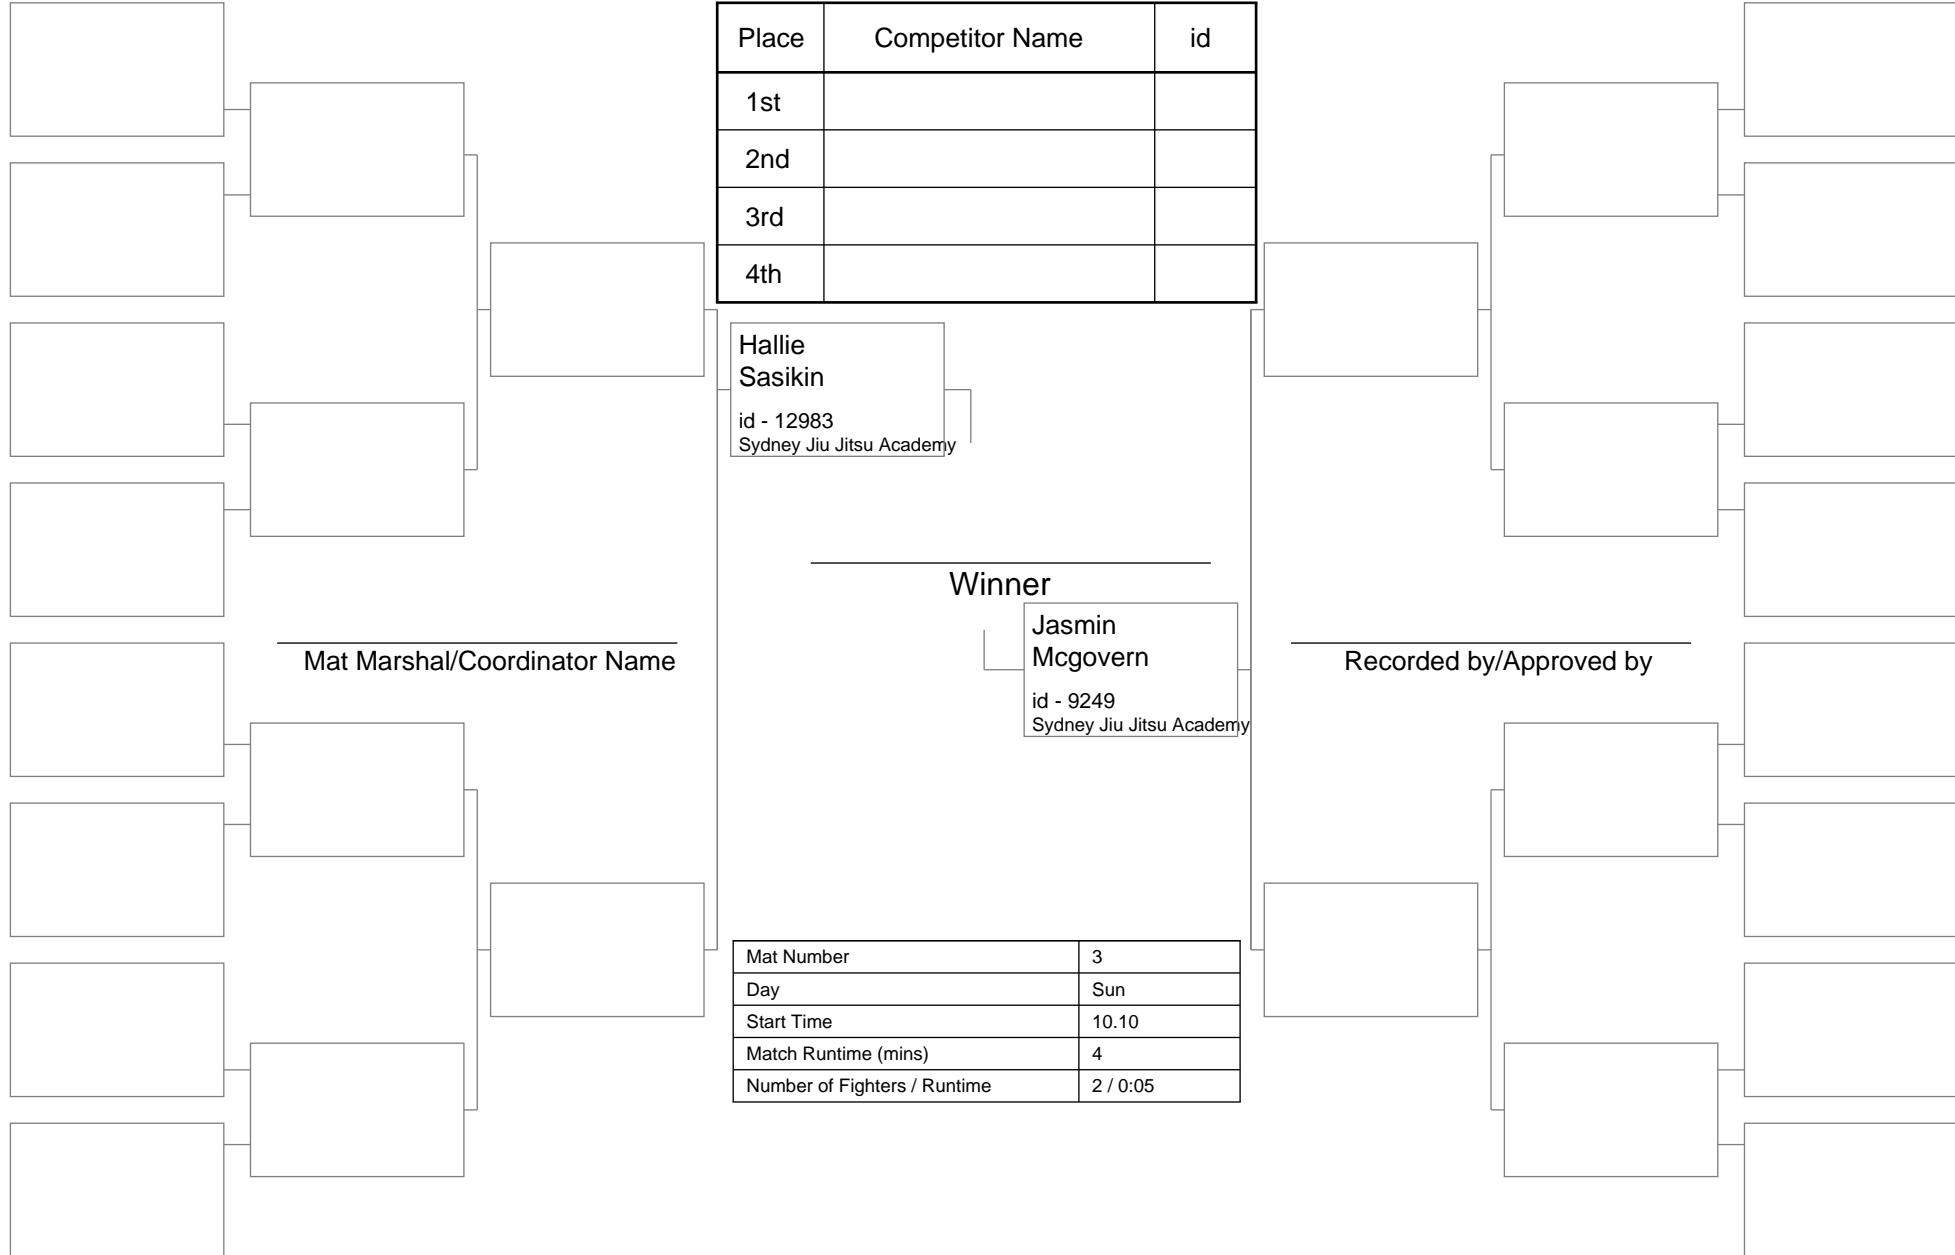 Place Competitor Name id
1st
2nd
3rd
4th
Hallie
Sasikin
id - 12983
Sydney Jiu Jitsu Academy
Winner
Jasmin
Mcgovern
id - 9249
Sydney Jiu Jitsu Academy
Mat Marshal/Coordinator Name
Recorded by/Approved by
Mat Number 3
Day Sun
Start Time 10.10
Match Runtime (mins) 4
Number of Fighters / Runtime 2 / 0:05